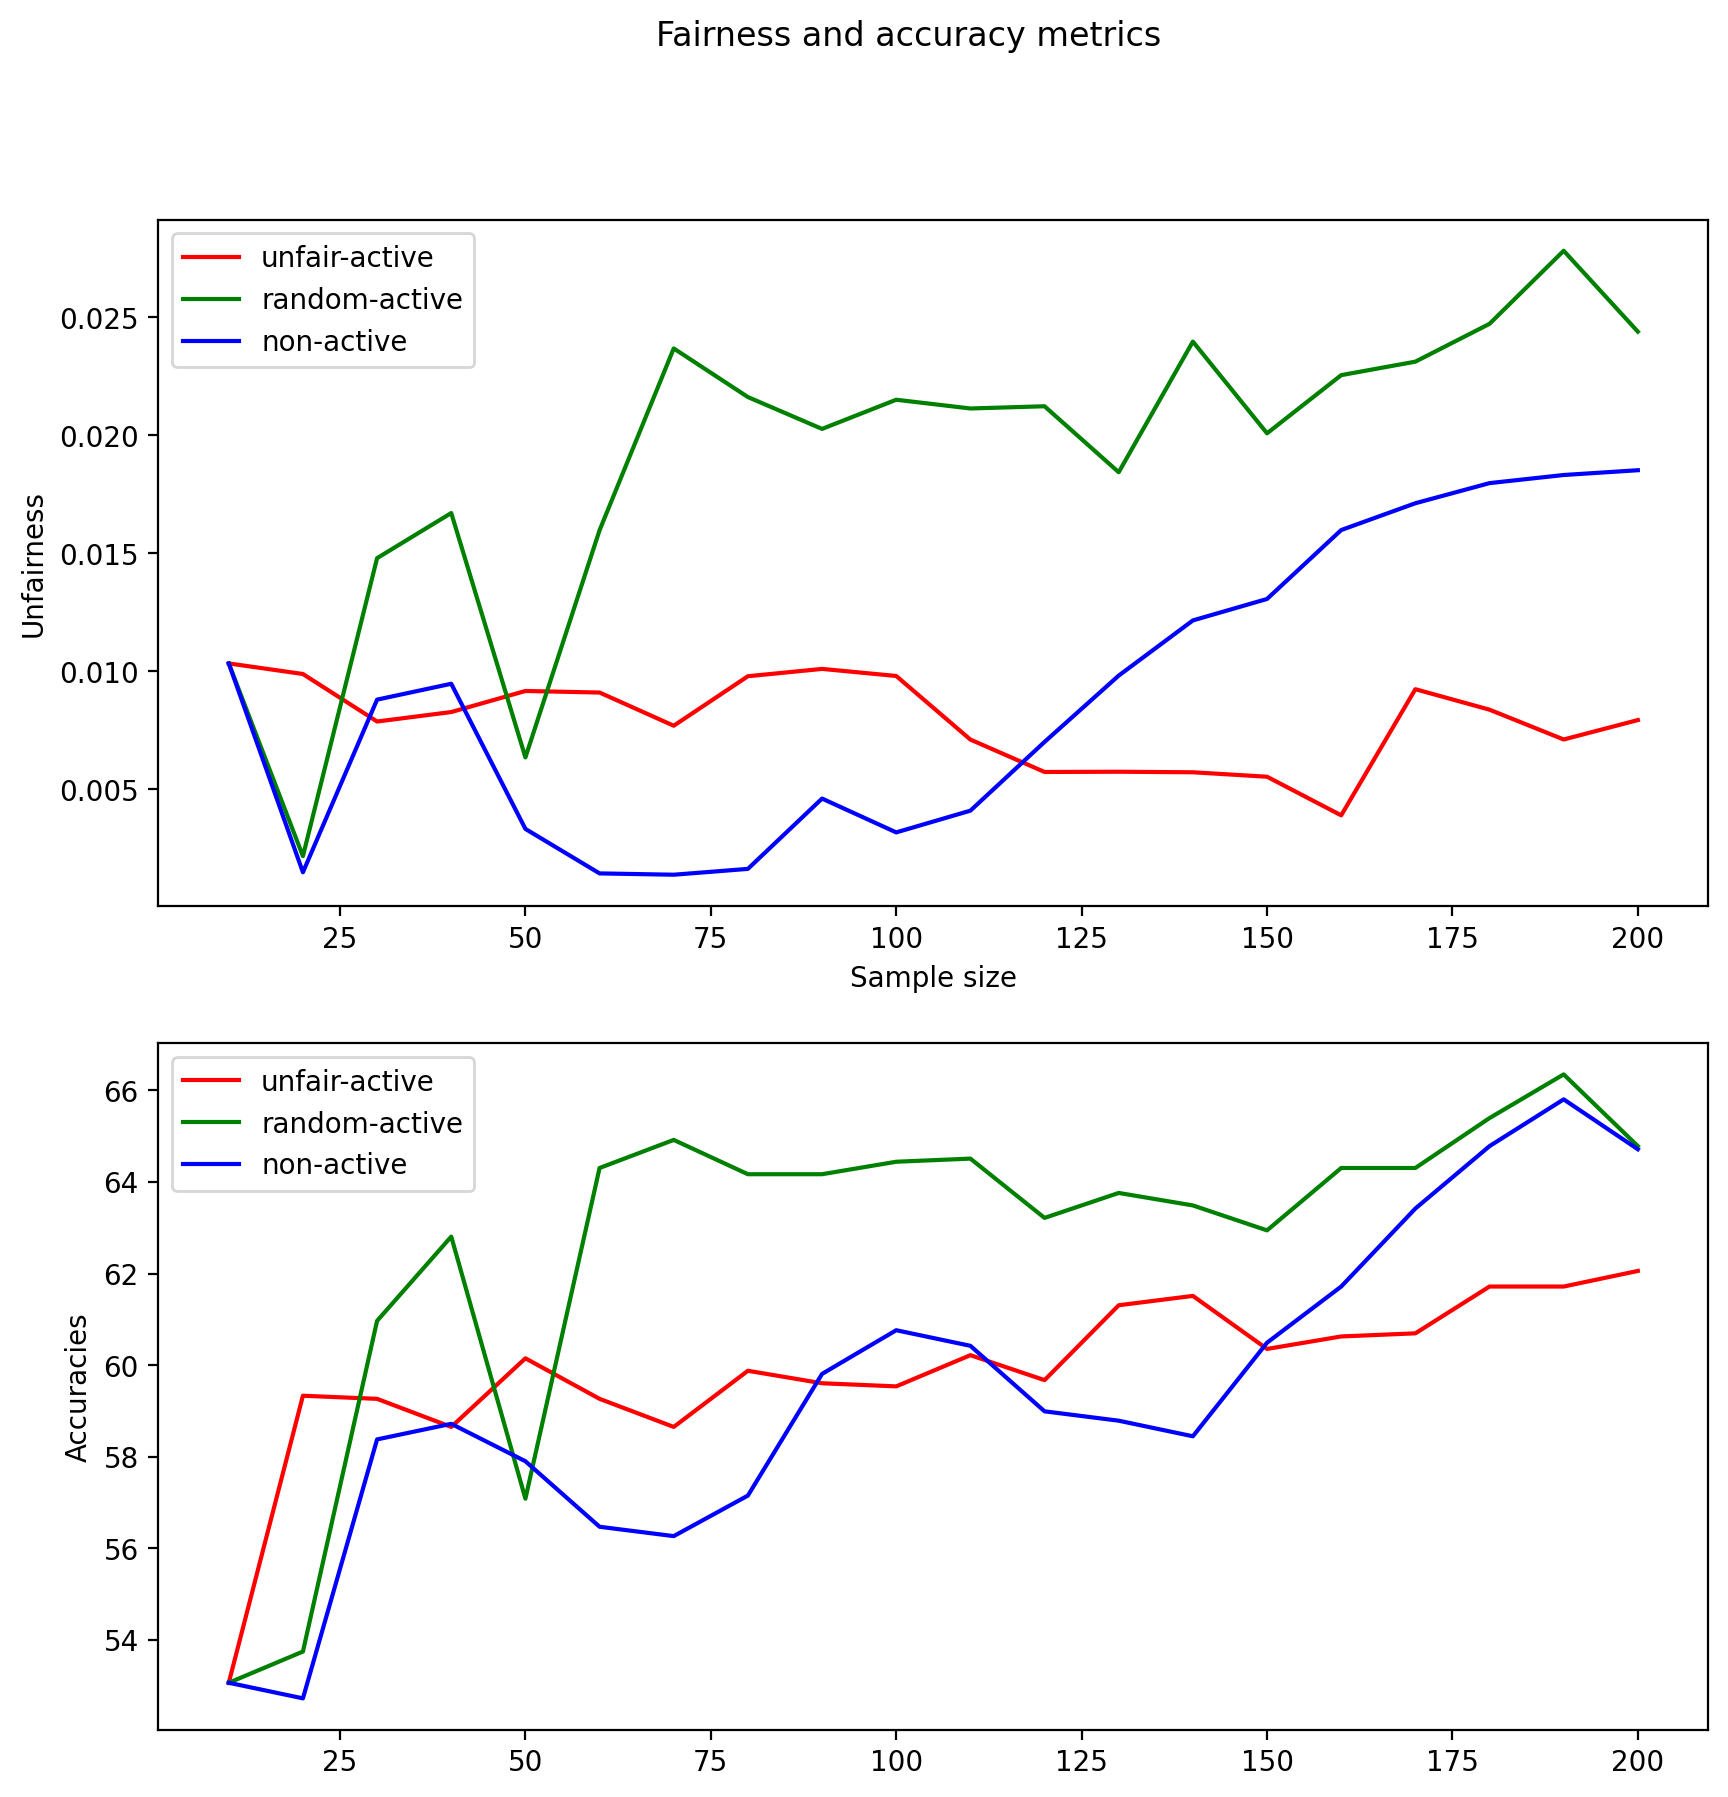 Fairness and accuracy metrics
unfair-active
random-active
non-active
0.025
0.020
0.015
0.010
0.005
Unfairness
25 50 75 100 125 150 175 200
Sample size
unfair-active
random-active
non-active
66
64
62
60
58
56
54
Accuracies
25 50 75 100 125 150 175 200